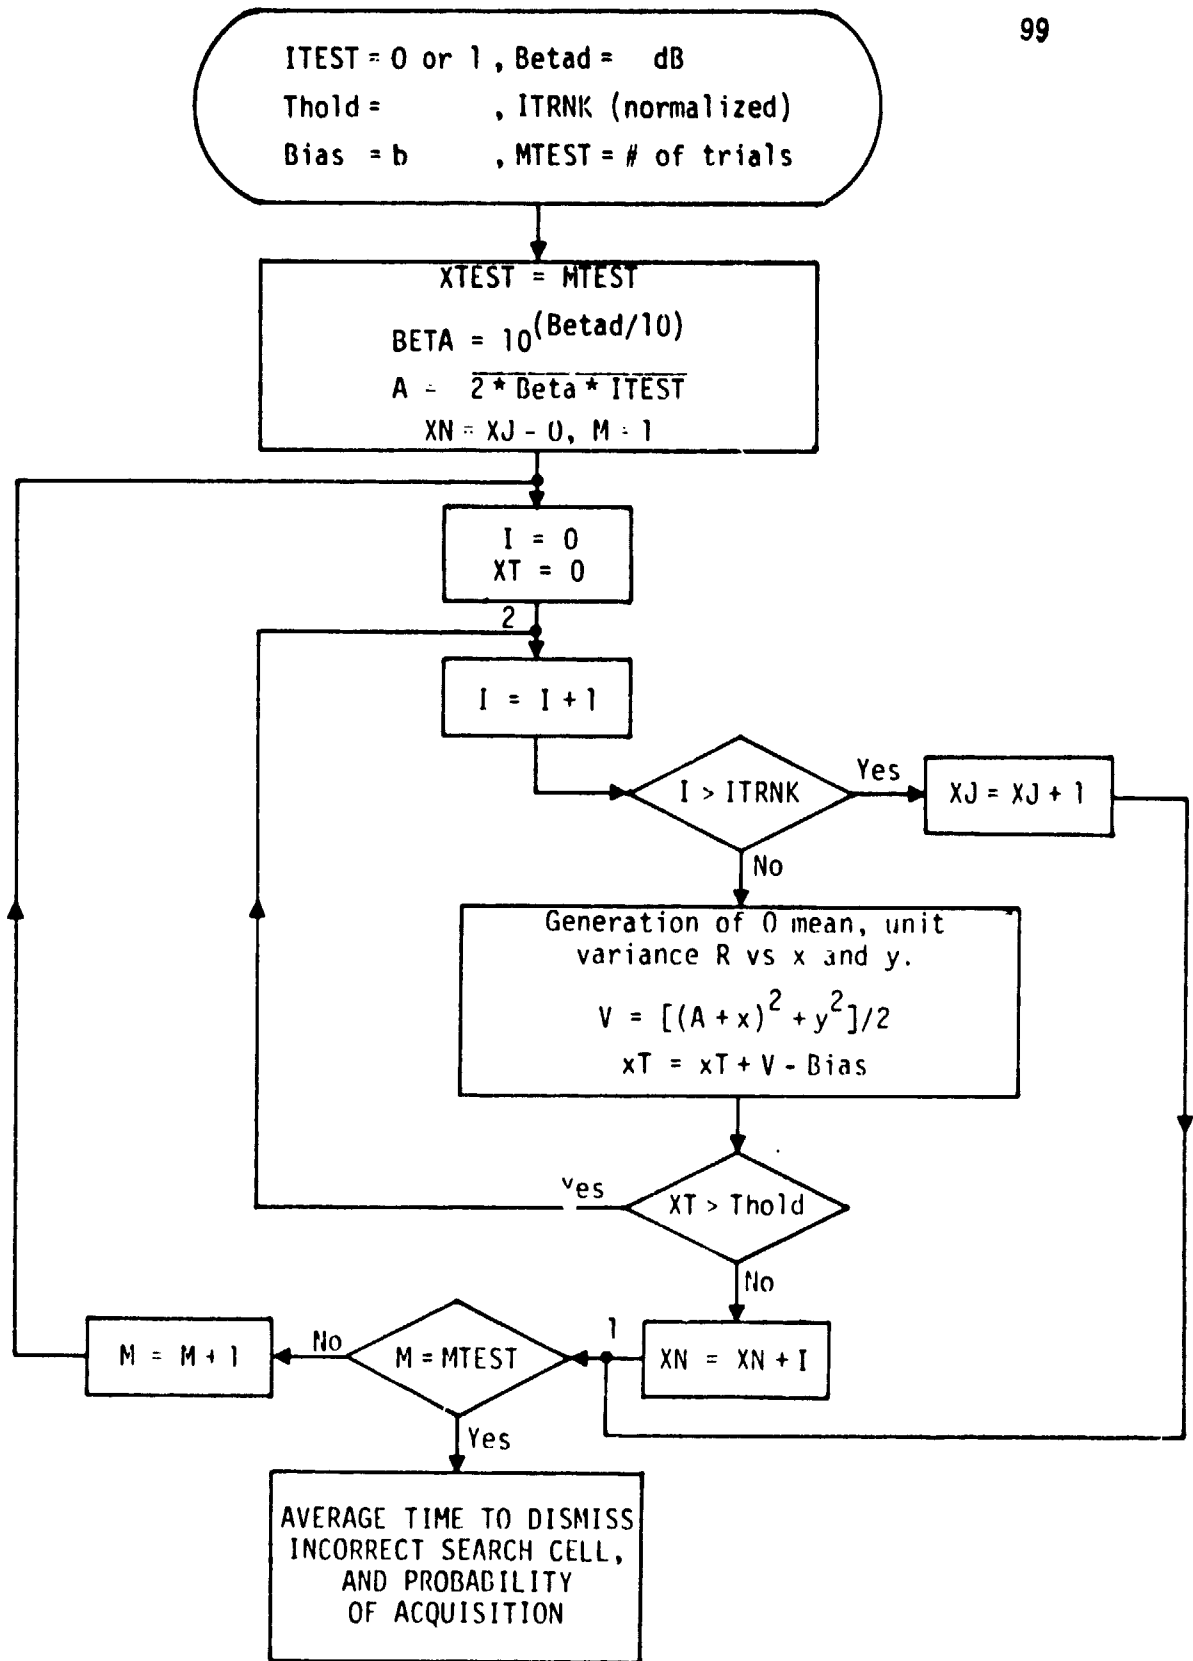 99
ITEST = 0 or 1 , Betad = dB
Thold = , ITRNK (normalized)
Bias = b , MTEST = # of trials
XTEST = MTEST
BETA = 10^(Betad/10)
A = 2 * Beta * ITEST
XN = XJ - 0, M = 1
I = 0
XT = 0
2
I = I + 1
I > ITRNK
Yes
XJ = XJ + 1
No
Generation of 0 mean, unit
variance R vs x and y.
V = [(A + x)^2 + y^2]/2
xT = xT + V - Bias
XT > Thold
Yes
No
XN = XN + I
1
M = MTEST
No
M = M + 1
Yes
AVERAGE TIME TO DISMISS
INCORRECT SEARCH CELL,
AND PROBABILITY
OF ACQUISITION